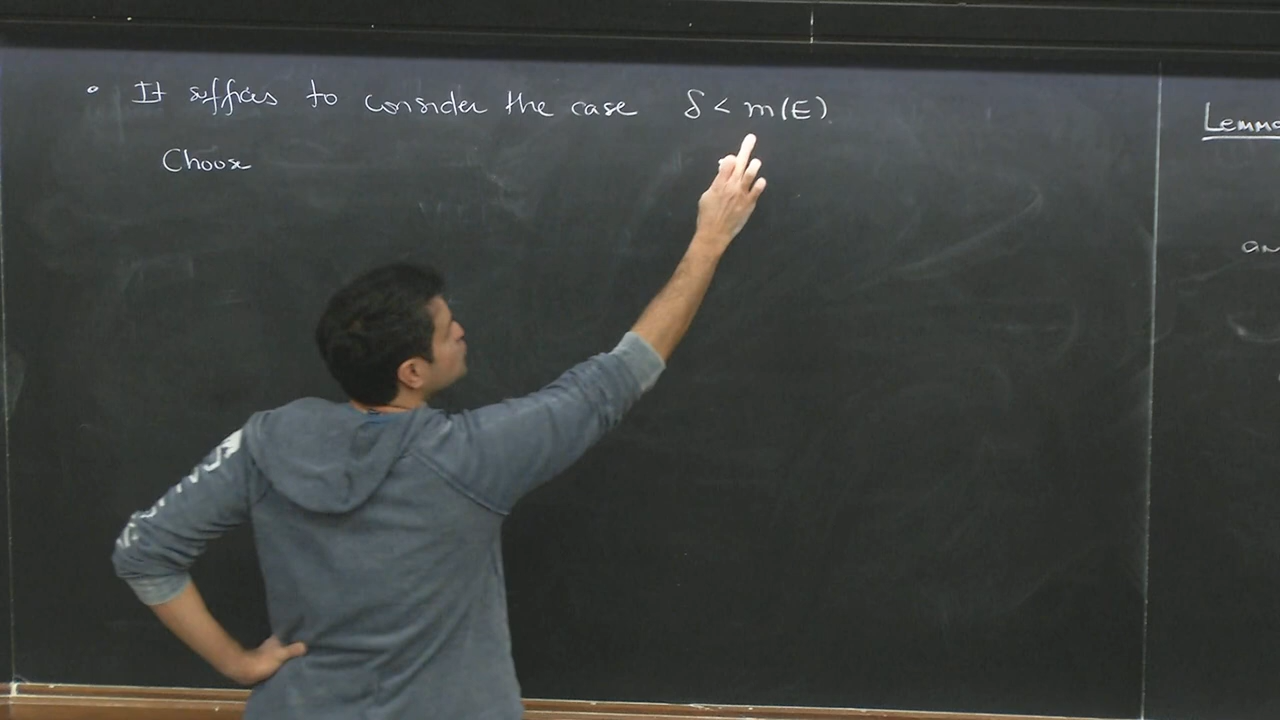 • It suffices to consider the case δ < m(E).
Choose
Lemma
an